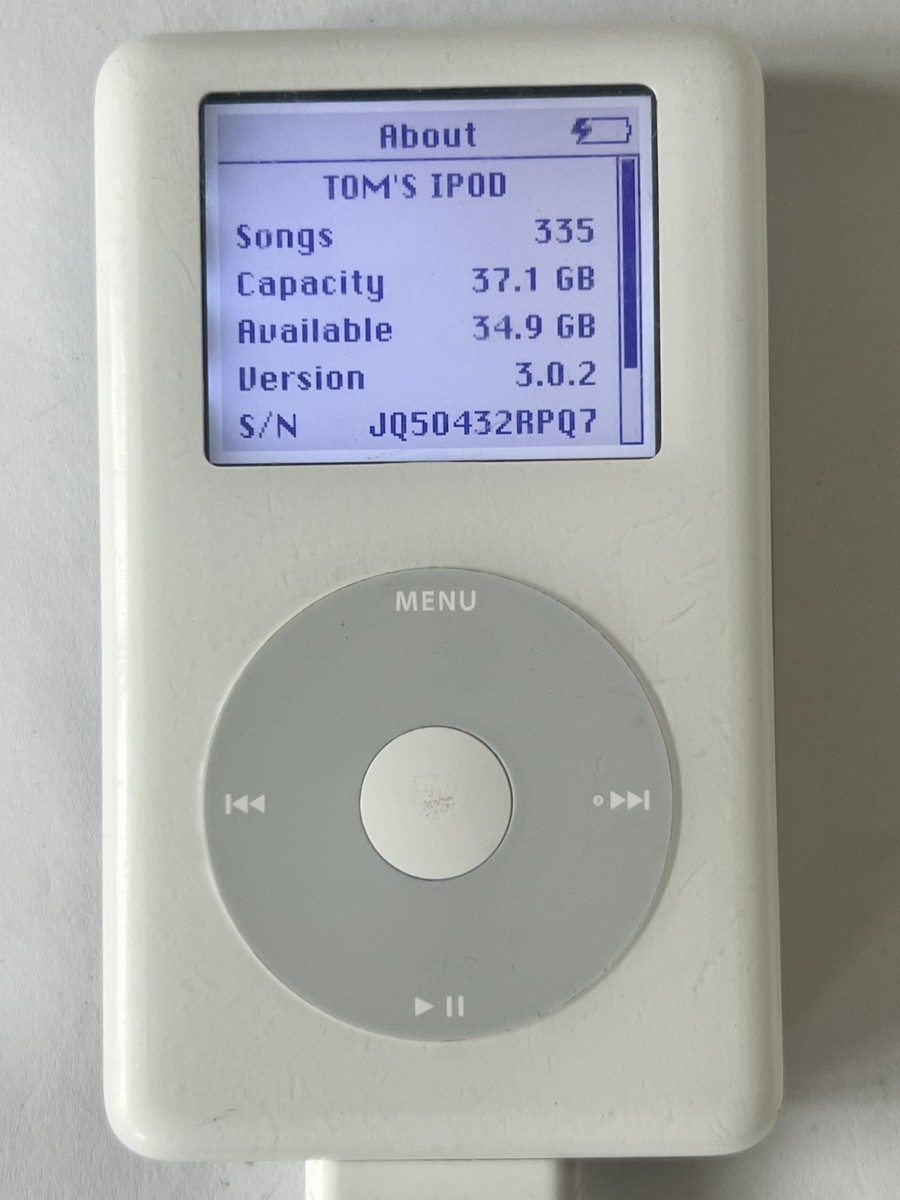 About
TOM'S IPOD
Songs 335
Capacity 37.1 GB
Available 34.9 GB
Version 3.0.2
S/N JQ50432RPQ7
MENU